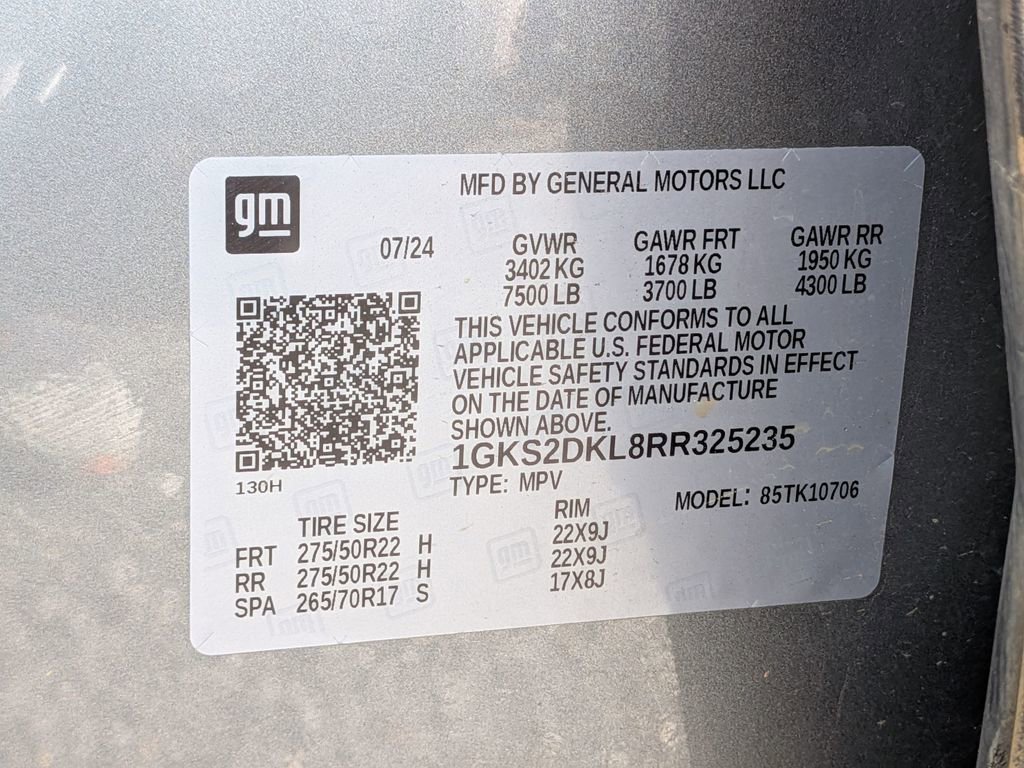 gm
MFD BY GENERAL MOTORS LLC
07/24
GVWR GAWR FRT GAWR RR
3402 KG 1678 KG 1950 KG
7500 LB 3700 LB 4300 LB
THIS VEHICLE CONFORMS TO ALL
APPLICABLE U.S. FEDERAL MOTOR
VEHICLE SAFETY STANDARDS IN EFFECT
ON THE DATE OF MANUFACTURE
SHOWN ABOVE.
1GKS2DKL8RR325235
130H
TYPE: MPV MODEL: 85TK10706
TIRE SIZE RIM
FRT 275/50R22 H 22X9J
RR 275/50R22 H 22X9J
SPA 265/70R17 S 17X8J